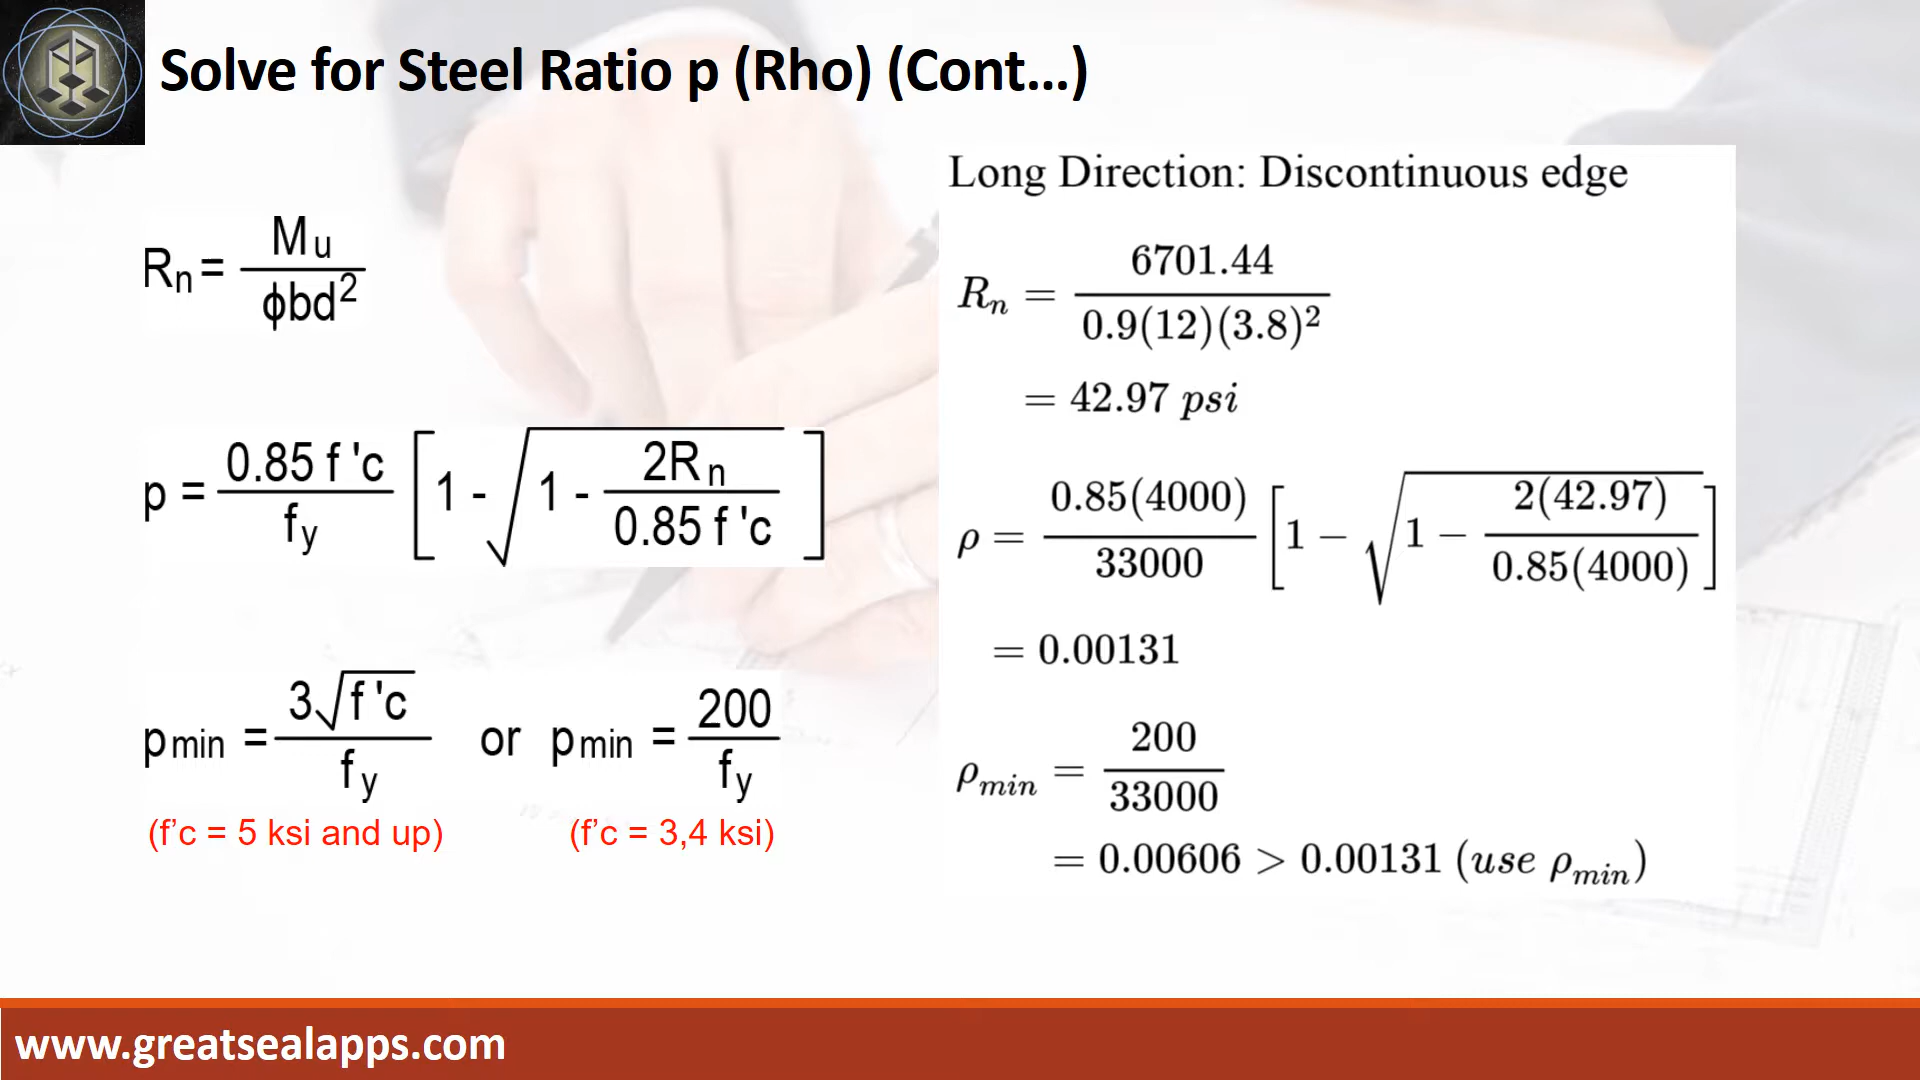 Solve for Steel Ratio p (Rho) (Cont...)
Rn = Mu / ϕbd²
p = 0.85 f 'c / fy [1 - √(1 - 2Rn / 0.85 f 'c)]
pmin = 3√f 'c / fy or pmin = 200 / fy
(f’c = 5 ksi and up) (f’c = 3,4 ksi)
Long Direction: Discontinuous edge
Rn = 6701.44 / 0.9(12)(3.8)²
= 42.97 psi
ρ = 0.85(4000) / 33000 [1 − √(1 − 2(42.97) / 0.85(4000))]
= 0.00131
ρmin = 200 / 33000
= 0.00606 > 0.00131 (use ρmin)
www.greatsealapps.com